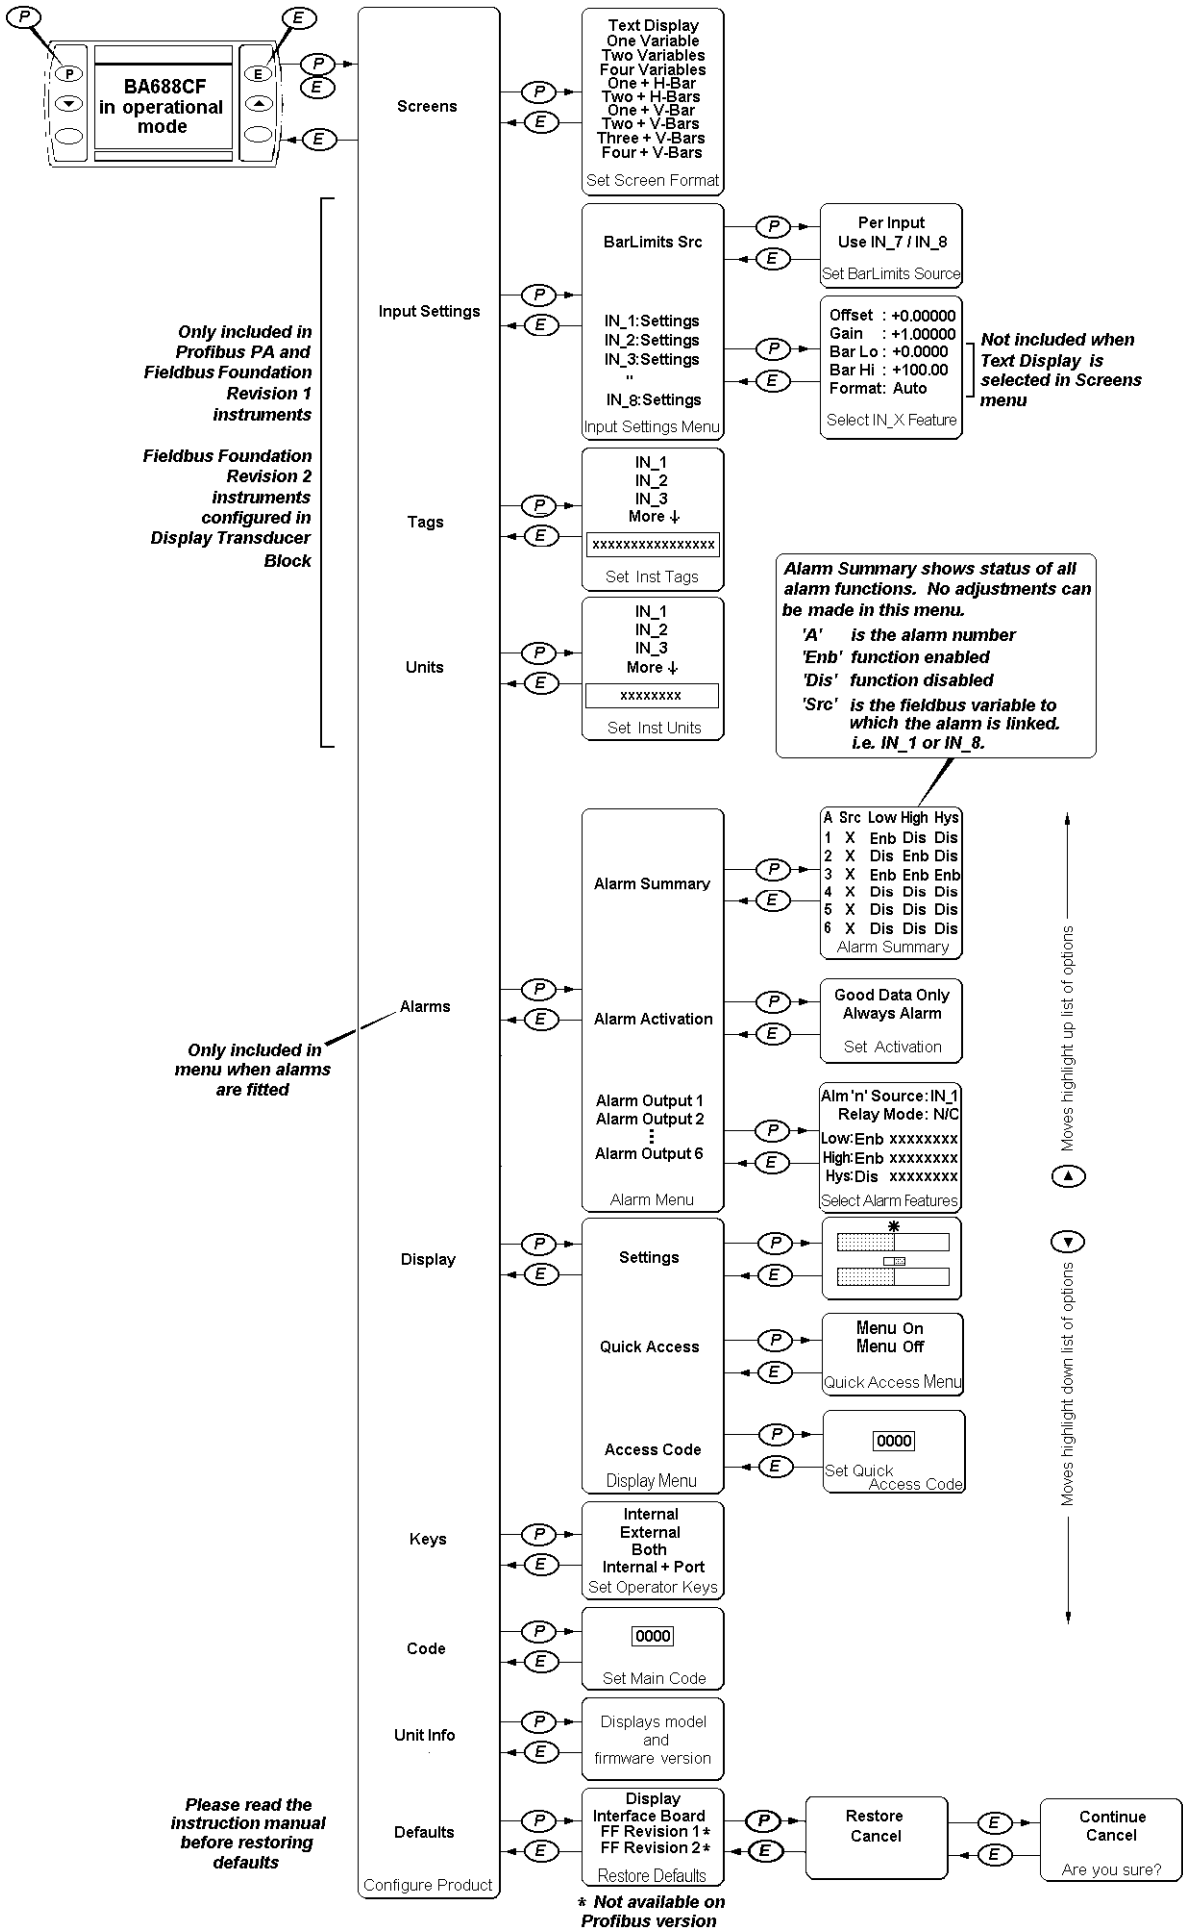 P
E
P
E
BA688CF
in operational
mode
P
E
E
Screens
P
E
Text Display
One Variable
Two Variables
Four Variables
One + H-Bar
Two + H-Bars
One + V-Bar
Two + V-Bars
Three + V-Bars
Four + V-Bars
Set Screen Format
Only included in
Profibus PA and
Fieldbus Foundation
Revision 1
instruments
Fieldbus Foundation
Revision 2
instruments
configured in
Display Transducer
Block
Input Settings
P
E
BarLimits Src
IN_1:Settings
IN_2:Settings
IN_3:Settings
"
IN_8:Settings
Input Settings Menu
P
E
Per Input
Use IN_7 / IN_8
Set BarLimits Source
P
E
Offset : +0.00000
Gain : +1.00000
Bar Lo : +0.0000
Bar Hi : +100.00
Format: Auto
Select IN_X Feature
Not included when
Text Display is
selected in Screens
menu
Tags
P
E
IN_1
IN_2
IN_3
More ↓
xxxxxxxxxxxxxxxx
Set Inst Tags
Units
P
E
IN_1
IN_2
IN_3
More ↓
xxxxxxxx
Set Inst Units
Alarm Summary shows status of all
alarm functions. No adjustments can
be made in this menu.
'A' is the alarm number
'Enb' function enabled
'Dis' function disabled
'Src' is the fieldbus variable to
which the alarm is linked.
i.e. IN_1 or IN_8.
Alarms
Only included in
menu when alarms
are fitted
P
E
Alarm Summary
Alarm Activation
Alarm Output 1
Alarm Output 2
Alarm Output 6
Alarm Menu
P
E
A Src Low High Hys
1 X Enb Dis Dis
2 X Dis Enb Dis
3 X Enb Enb Enb
4 X Dis Dis Dis
5 X Dis Dis Dis
6 X Dis Dis Dis
Alarm Summary
P
E
Good Data Only
Always Alarm
Set Activation
P
E
Alm 'n' Source: IN_1
Relay Mode: N/C
Low:Enb xxxxxxxx
High:Enb xxxxxxxx
Hys:Dis xxxxxxxx
Select Alarm Features
Moves highlight up list of options
Moves highlight down list of options
Display
P
E
Settings
Quick Access
Access Code
Display Menu
P
E
*
P
E
Menu On
Menu Off
Quick Access Menu
P
E
0000
Set Quick
Access Code
Keys
P
E
Internal
External
Both
Internal + Port
Set Operator Keys
Code
P
E
0000
Set Main Code
Unit Info
P
E
Displays model
and
firmware version
Please read the
instruction manual
before restoring
defaults
Defaults
Configure Product
P
E
Display
Interface Board
FF Revision 1 *
FF Revision 2 *
Restore Defaults
P
E
Restore
Cancel
E
E
Continue
Cancel
Are you sure?
* Not available on
Profibus version